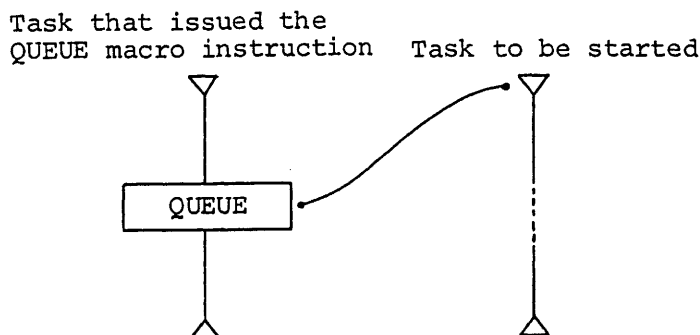 Task that issued the
QUEUE macro instruction
Task to be started
QUEUE